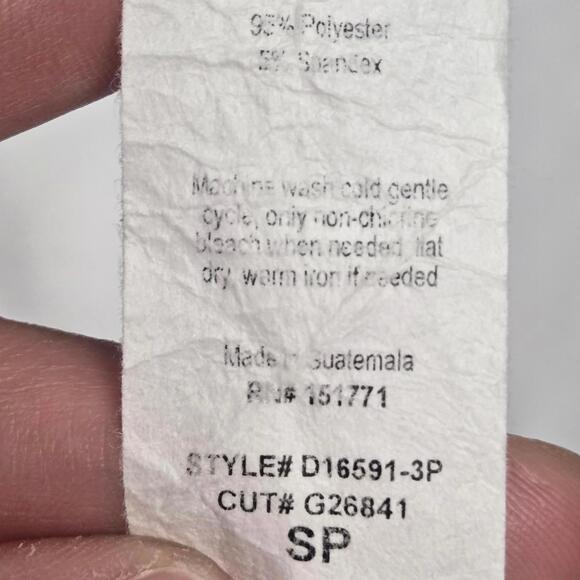 95% Polyester
5% Spandex
Machine wash cold gentle
cycle, only non-chlorine
bleach when needed, flat
dry, warm iron if needed
Made in Guatemala
RN# 151771
STYLE# D16591-3P
CUT# G26841
SP